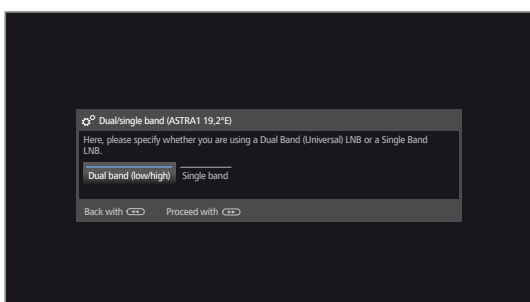 Dual/single band (ASTRA1 19,2°E)
Here, please specify whether you are using a Dual Band (Universal) LNB or a Single Band
LNB.
Dual band (low/high) Single band
Back with Proceed with